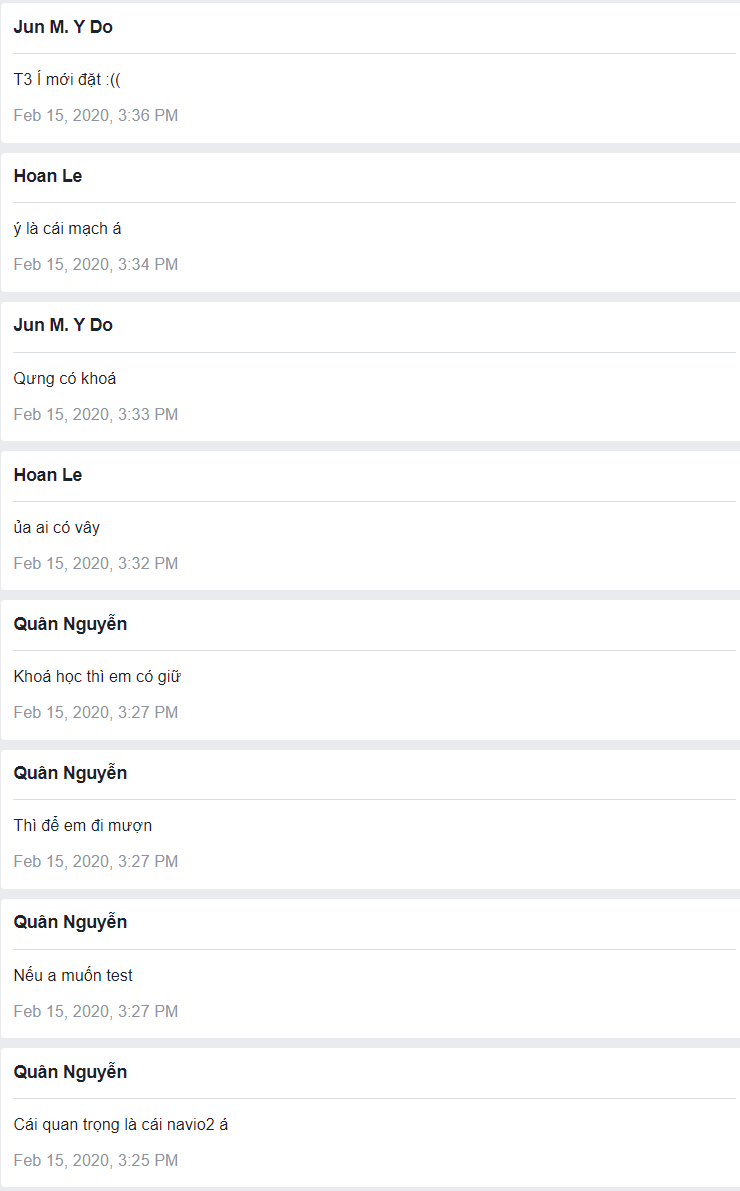 Jun M. Y Do
T3 Í mới đặt :((
Feb 15, 2020, 3:36 PM
Hoan Le
ý là cái mạch á
Feb 15, 2020, 3:34 PM
Jun M. Y Do
Qưng có khoá
Feb 15, 2020, 3:33 PM
Hoan Le
ủa ai có vây
Feb 15, 2020, 3:32 PM
Quân Nguyễn
Khoá học thì em có giữ
Feb 15, 2020, 3:27 PM
Quân Nguyễn
Thì để em đi mượn
Feb 15, 2020, 3:27 PM
Quân Nguyễn
Nếu a muốn test
Feb 15, 2020, 3:27 PM
Quân Nguyễn
Cái quan trọng là cái navio2 á
Feb 15, 2020, 3:25 PM